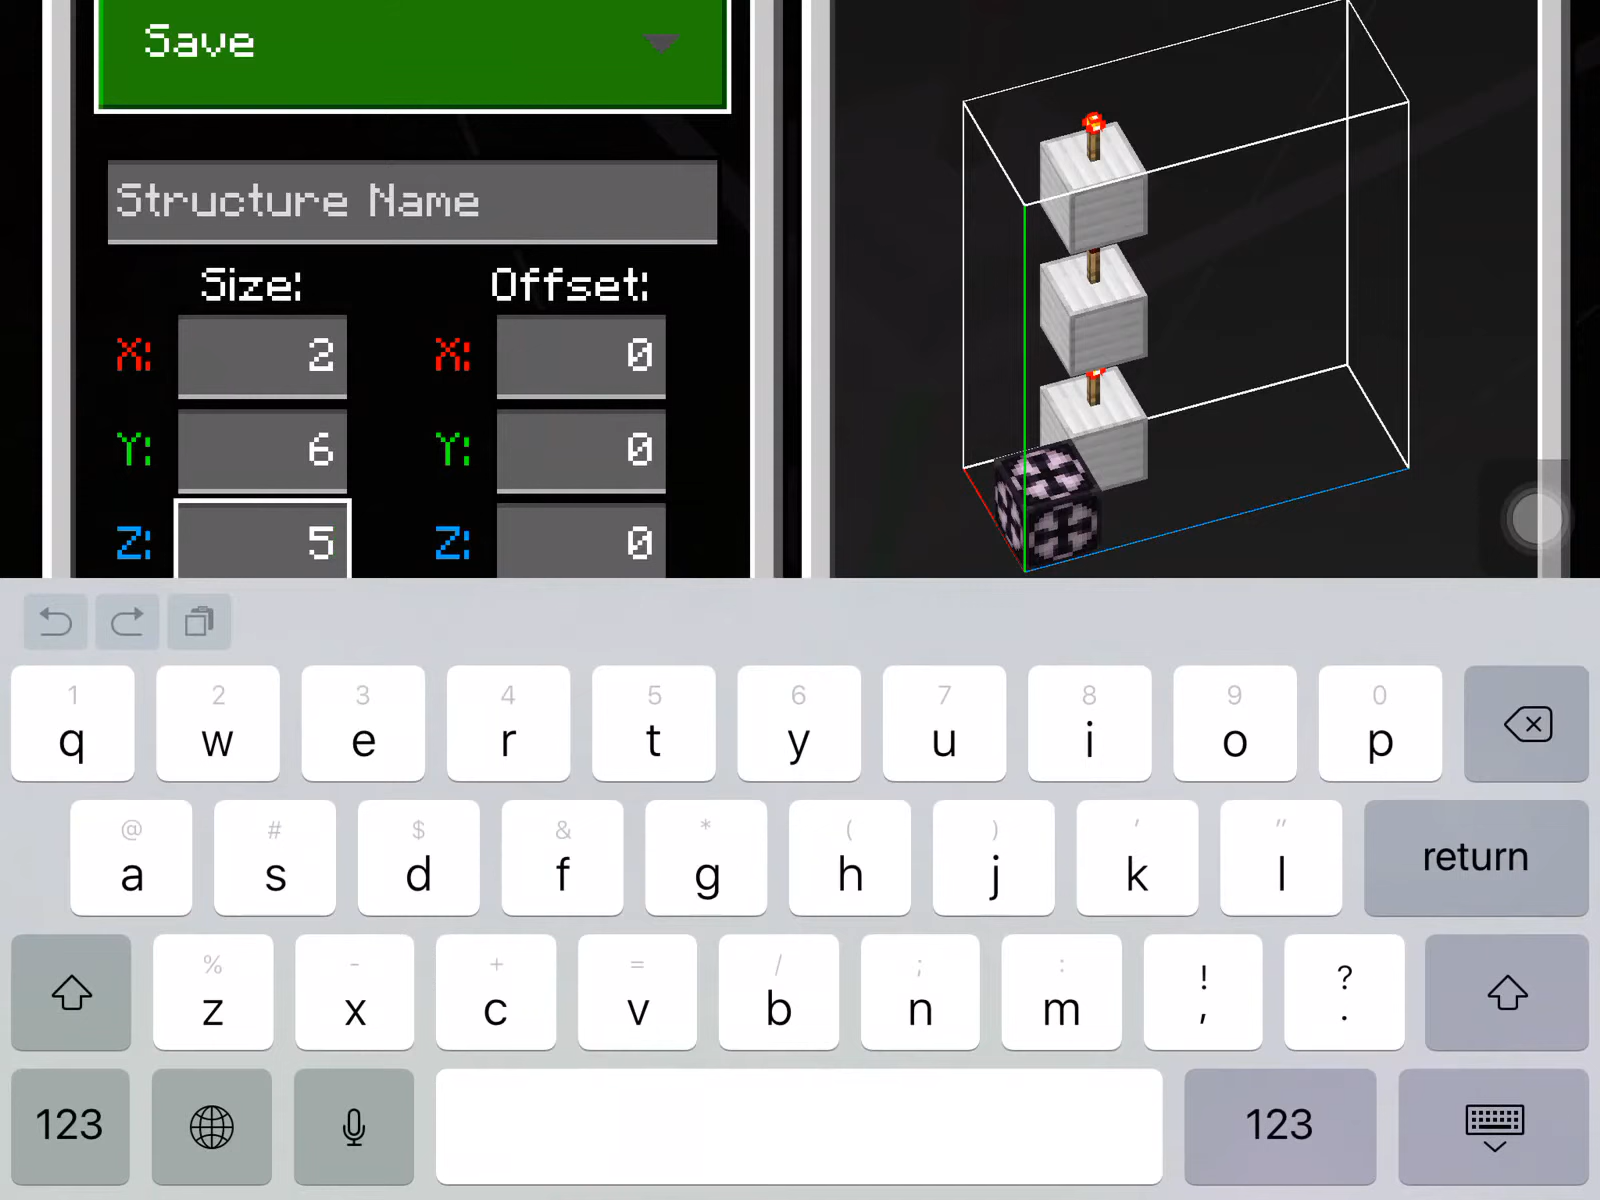 Save
Structure Name
Size: Offset:
X: 2 X: 0
Y: 6 Y: 0
Z: 5 Z: 0
1 2 3 4 5 6 7 8 9 0
q w e r t y u i o p
@ # $ & * ( ) ' "
a s d f g h j k l return
% - + = / ; : ! ?
z x c v b n m , .
123 123